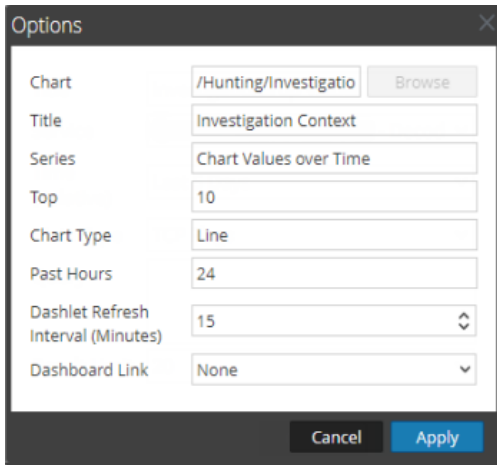 Options
Chart /Hunting/Investigatio Browse
Title Investigation Context
Series Chart Values over Time
Top 10
Chart Type Line
Past Hours 24
Dashlet Refresh
Interval (Minutes) 15
Dashboard Link None
Cancel Apply